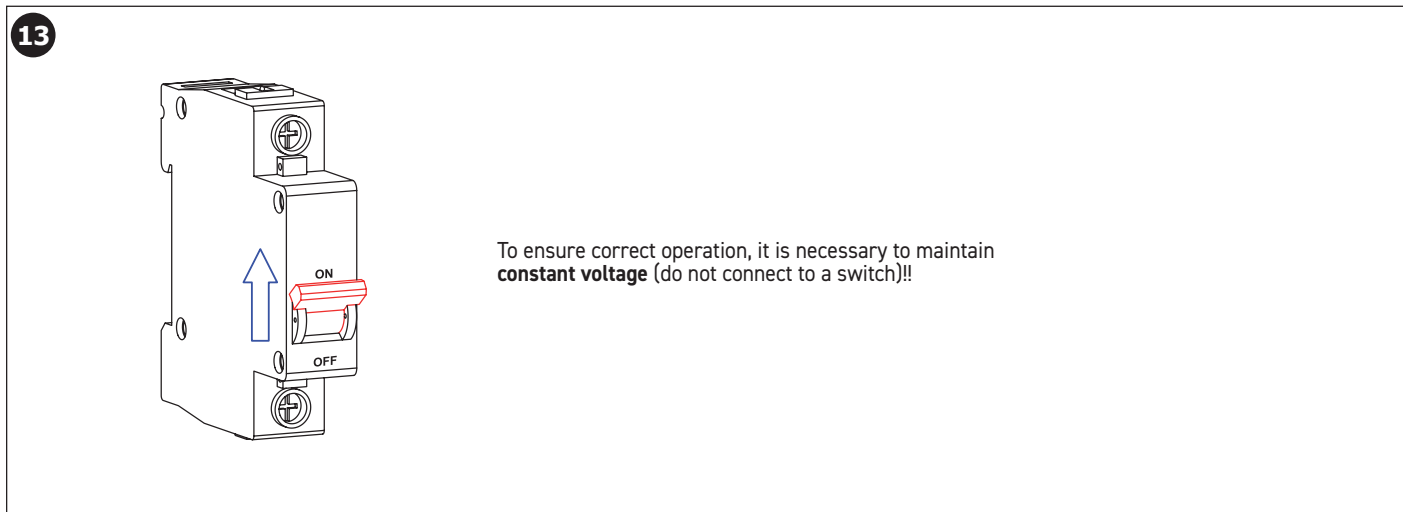 13
To ensure correct operation, it is necessary to maintain
constant voltage (do not connect to a switch)!!
ON
OFF